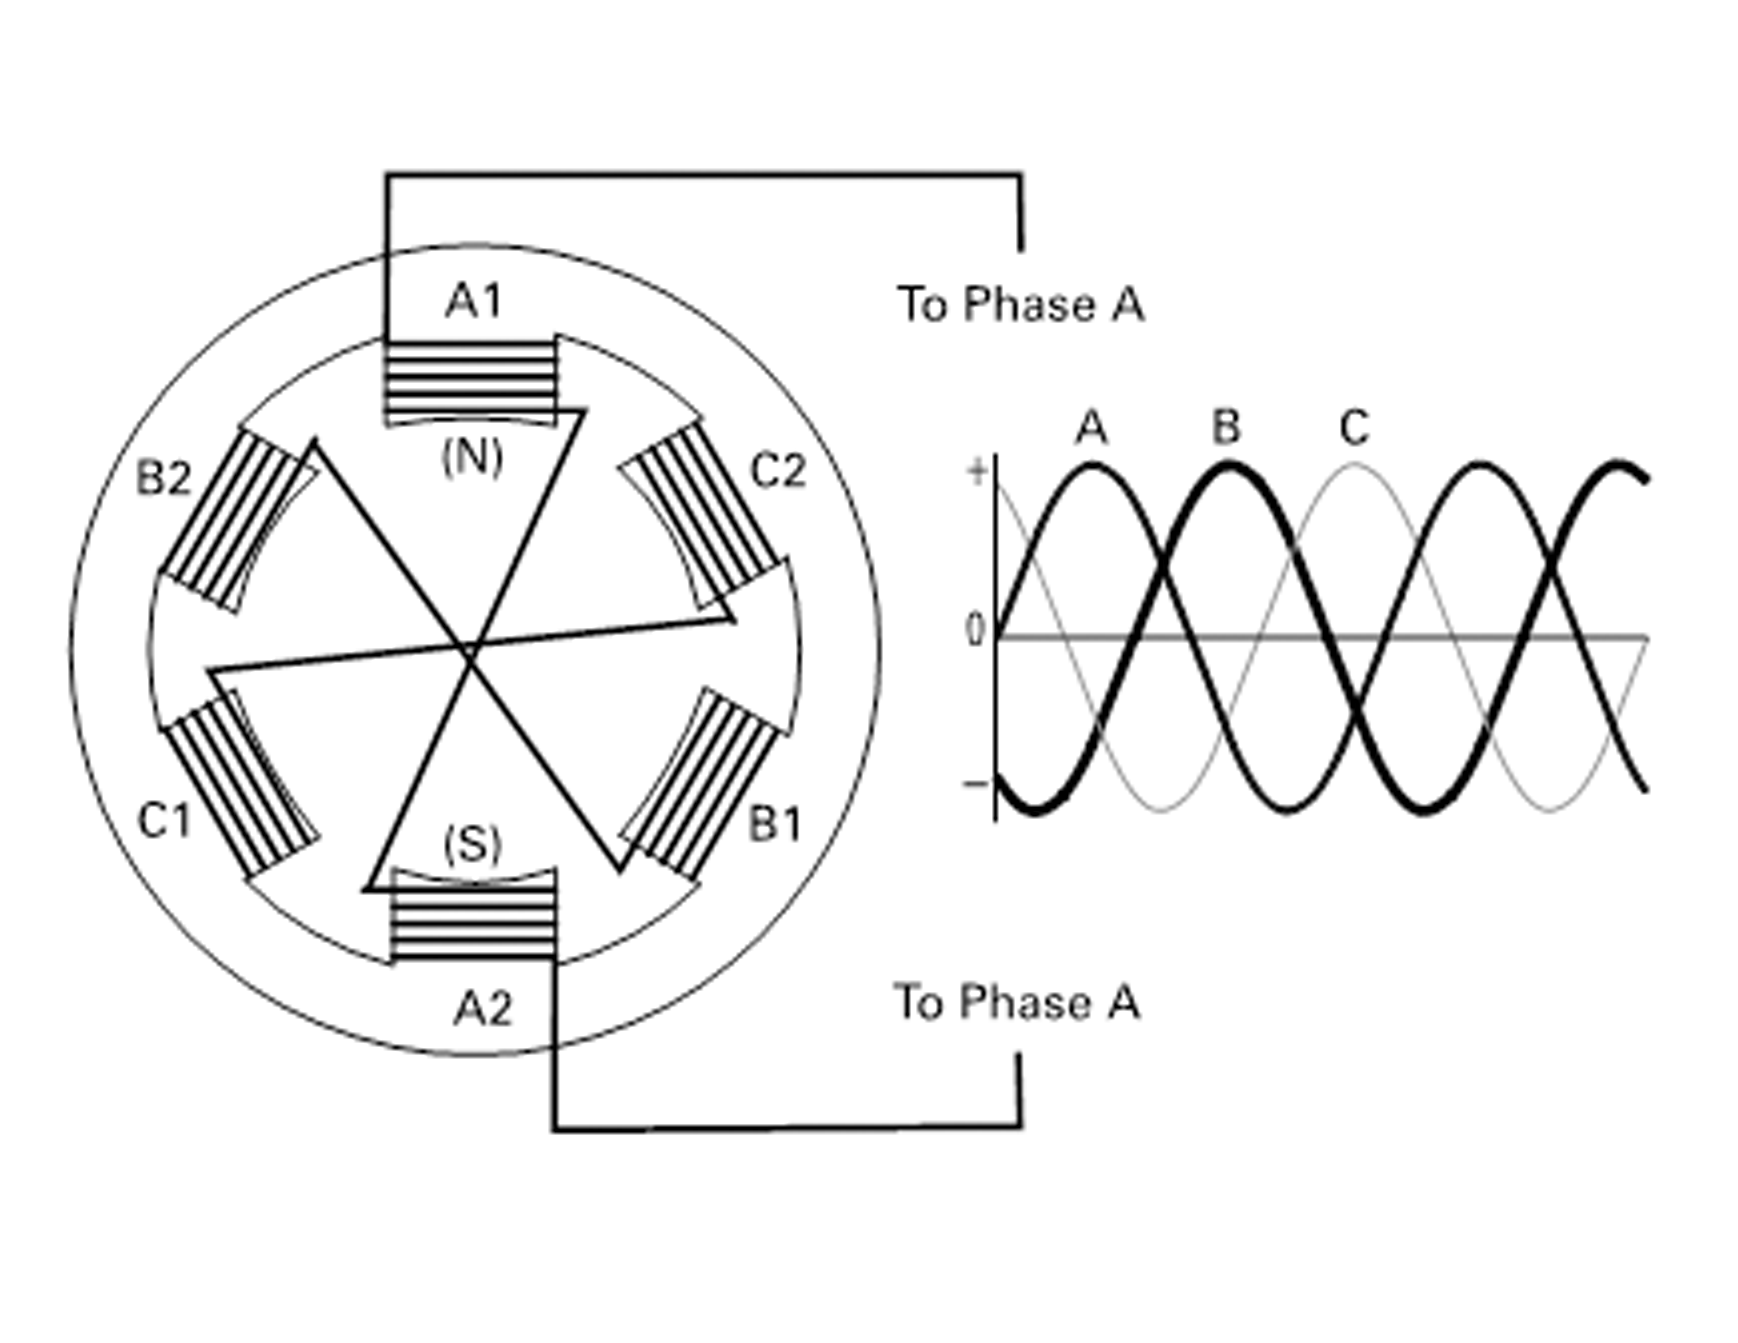 A1
To Phase A
(N)
B2
C2
A B C
+
0
–
C1
B1
(S)
A2
To Phase A